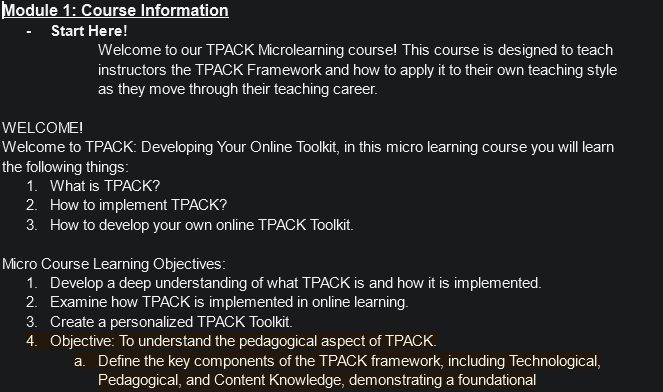 Module 1: Course Information
- Start Here!
Welcome to our TPACK Microlearning course! This course is designed to teach
instructors the TPACK Framework and how to apply it to their own teaching style
as they move through their teaching career.
WELCOME!
Welcome to TPACK: Developing Your Online Toolkit, in this micro learning course you will learn
the following things:
1. What is TPACK?
2. How to implement TPACK?
3. How to develop your own online TPACK Toolkit.
Micro Course Learning Objectives:
1. Develop a deep understanding of what TPACK is and how it is implemented.
2. Examine how TPACK is implemented in online learning.
3. Create a personalized TPACK Toolkit.
4. Objective: To understand the pedagogical aspect of TPACK.
a. Define the key components of the TPACK framework, including Technological,
Pedagogical, and Content Knowledge, demonstrating a foundational